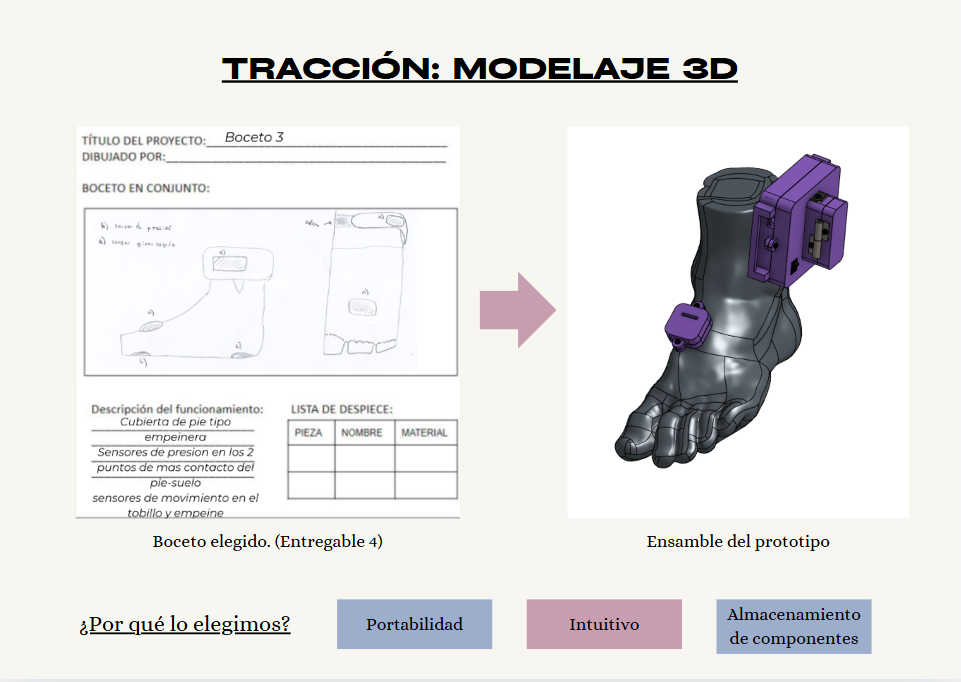 TRACCIÓN: MODELAJE 3D
TÍTULO DEL PROYECTO: Boceto 3
DIBUJADO POR:
BOCETO EN CONJUNTO:
b) sensor de presion
a) sensor giroscopio
a)
a)
b)
b)
a)
a)
Descripción del funcionamiento:
Cubierta de pie tipo
empeinera
Sensores de presion en los 2
puntos de mas contacto del
pie-suelo
sensores de movimiento en el
tobillo y empeine
LISTA DE DESPIECE:
PIEZA NOMBRE MATERIAL
Boceto elegido. (Entregable 4)
Ensamble del prototipo
¿Por qué lo elegimos?
Portabilidad
Intuitivo
Almacenamiento
de componentes